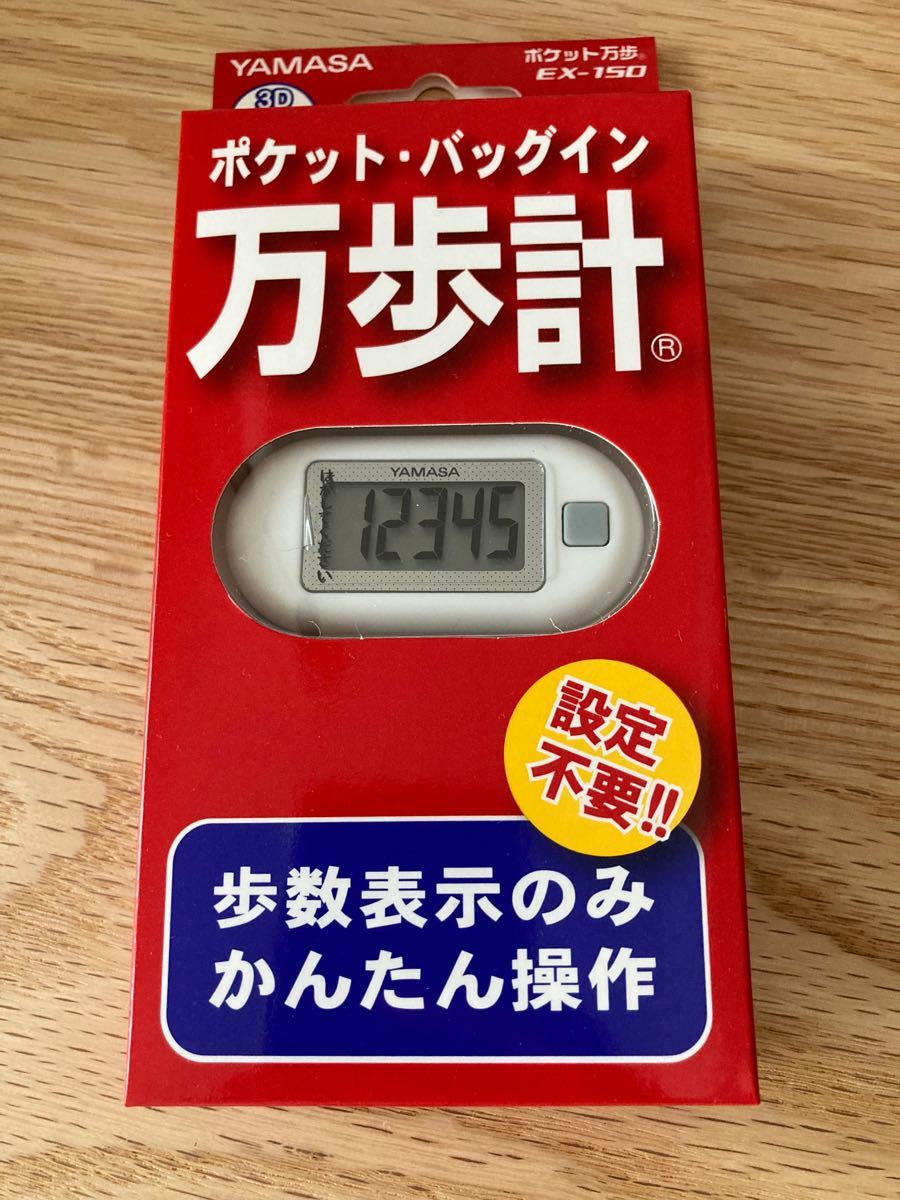 YAMASA
ポケット万歩®
EX-150
3D
ポケット・バッグイン
万歩計®
YAMASA
12345
設定
不要!!
歩数表示のみ
かんたん操作